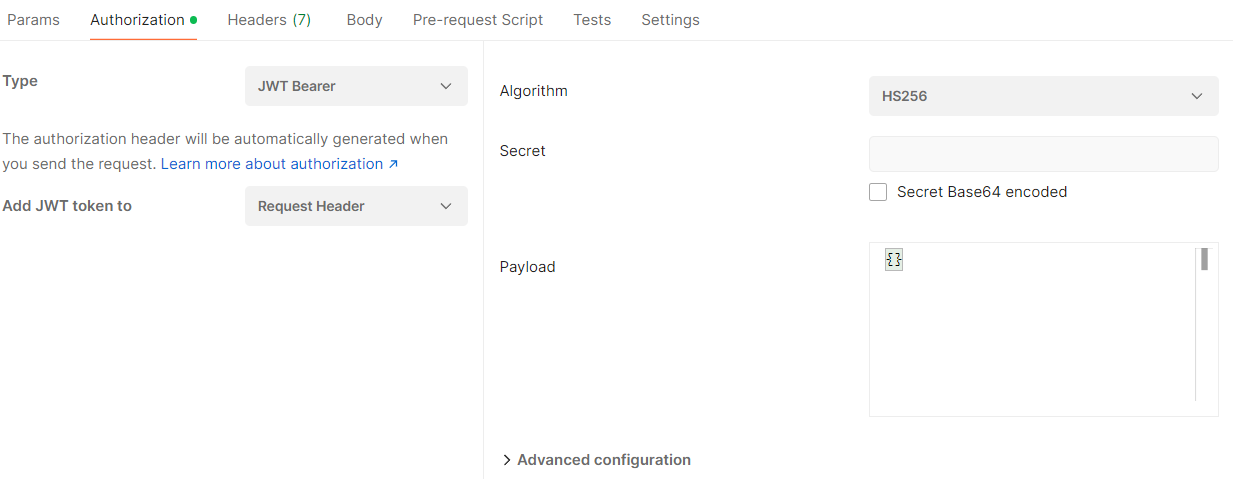 Params Authorization Headers (7) Body Pre-request Script Tests Settings
Type
JWT Bearer
The authorization header will be automatically generated when
you send the request. Learn more about authorization ↗
Add JWT token to
Request Header
Algorithm
HS256
Secret
Secret Base64 encoded
Payload
{}
Advanced configuration